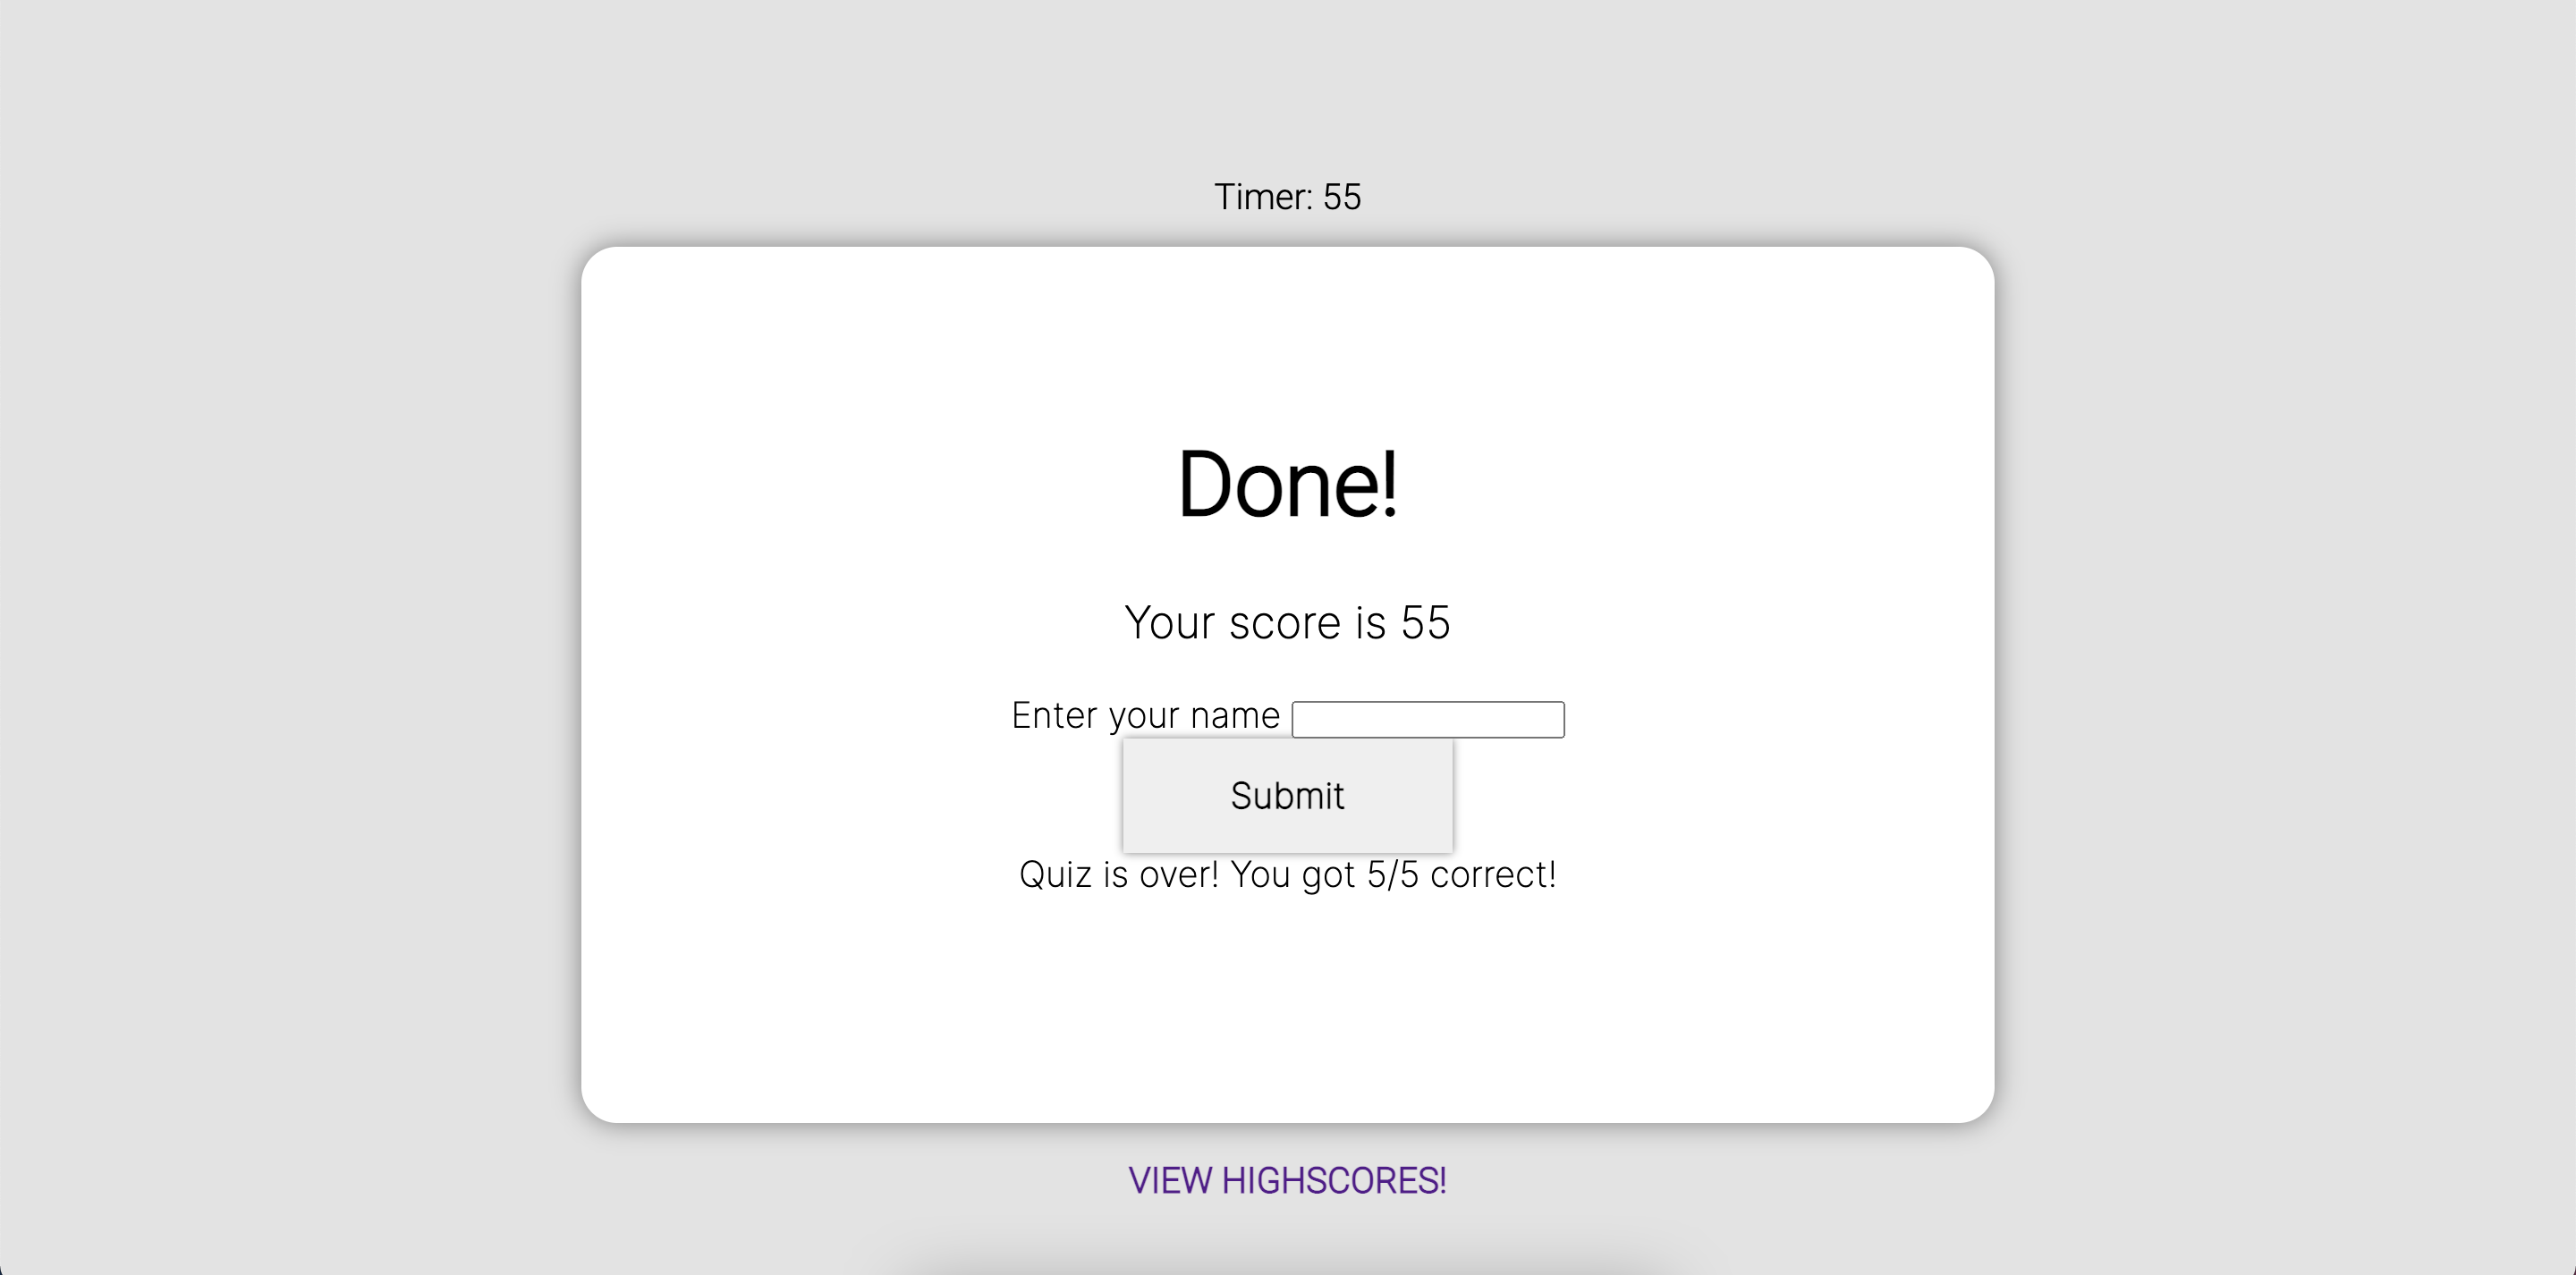 Timer: 55
Done!
Your score is 55
Enter your name
Submit
Quiz is over! You got 5/5 correct!
VIEW HIGHSCORES!